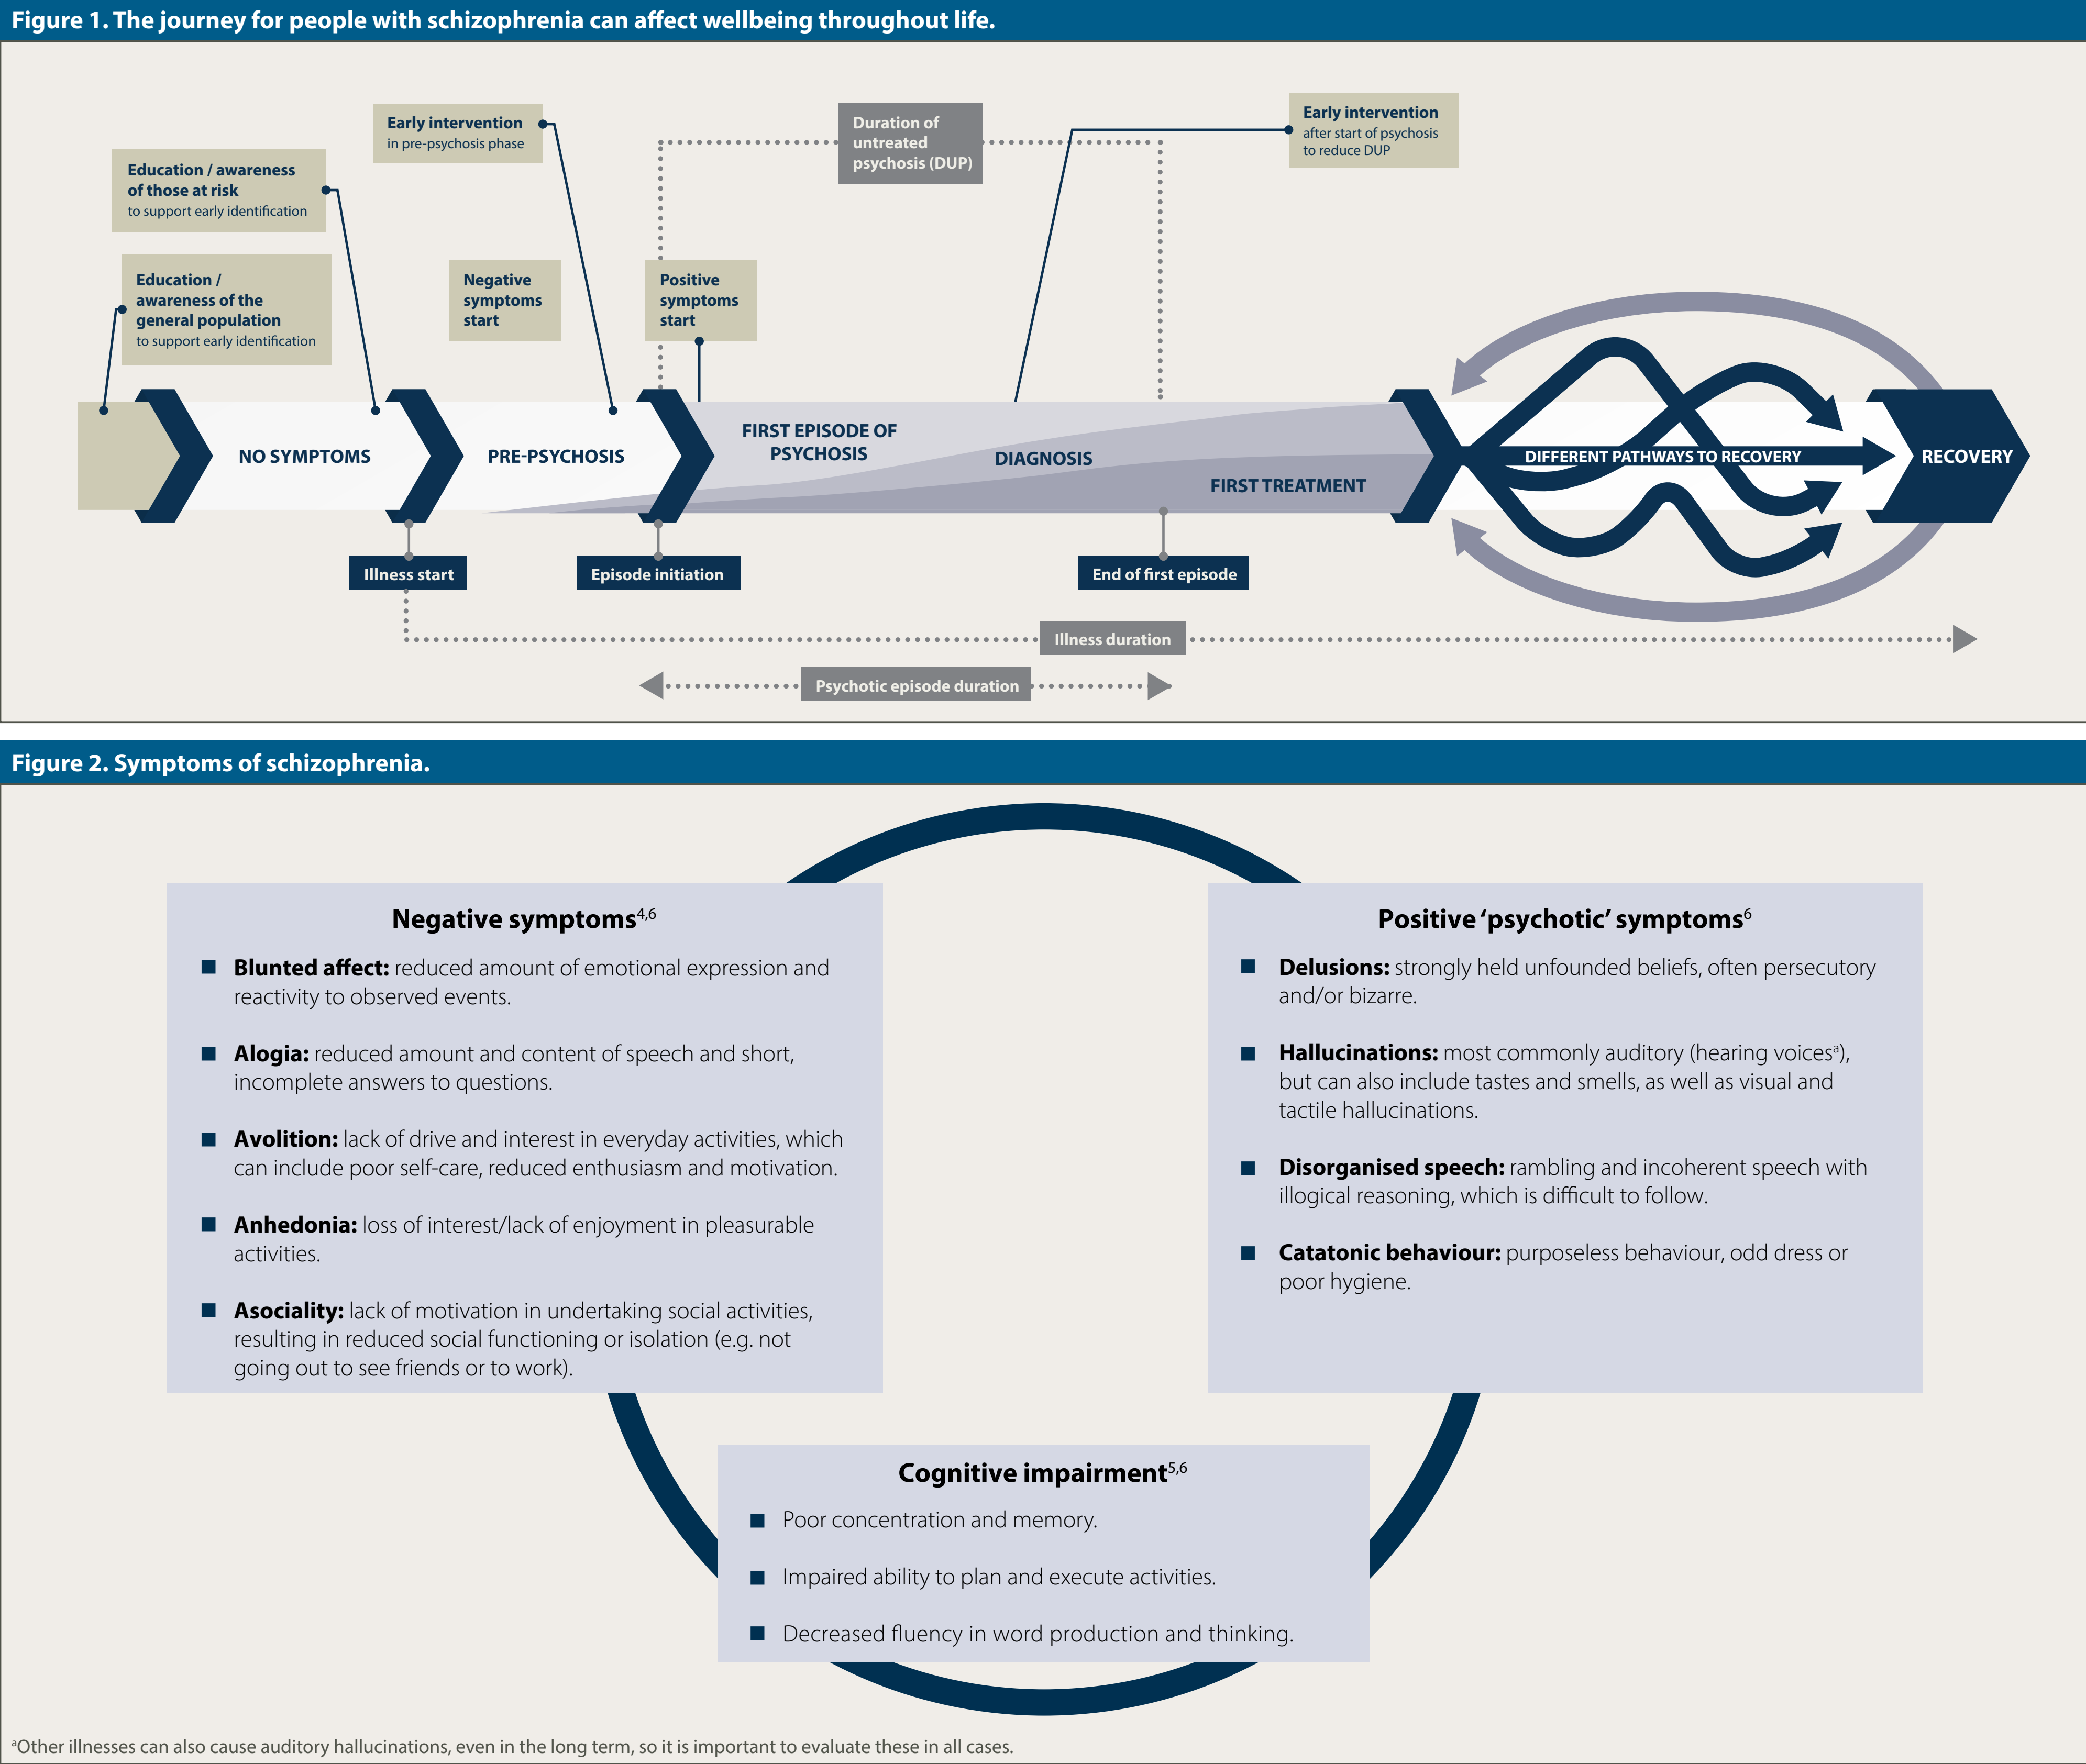 Figure 1. The journey for people with schizophrenia can affect wellbeing throughout life.
Early intervention
in pre-psychosis phase
Duration of
untreated
psychosis (DUP)
Early intervention
after start of psychosis
to reduce DUP
Education / awareness
of those at risk
to support early identification
Education /
awareness of the
general population
to support early identification
Negative
symptoms
start
Positive
symptoms
start
NO SYMPTOMS
PRE-PSYCHOSIS
FIRST EPISODE OF
PSYCHOSIS
DIAGNOSIS
FIRST TREATMENT
DIFFERENT PATHWAYS TO RECOVERY
RECOVERY
Illness start
Episode initiation
End of first episode
Illness duration
Psychotic episode duration
Figure 2. Symptoms of schizophrenia.
Negative symptoms4,6
Blunted affect: reduced amount of emotional expression and
reactivity to observed events.
Alogia: reduced amount and content of speech and short,
incomplete answers to questions.
Avolition: lack of drive and interest in everyday activities, which
can include poor self-care, reduced enthusiasm and motivation.
Anhedonia: loss of interest/lack of enjoyment in pleasurable
activities.
Asociality: lack of motivation in undertaking social activities,
resulting in reduced social functioning or isolation (e.g. not
going out to see friends or to work).
Positive ‘psychotic’ symptoms6
Delusions: strongly held unfounded beliefs, often persecutory
and/or bizarre.
Hallucinations: most commonly auditory (hearing voicesa),
but can also include tastes and smells, as well as visual and
tactile hallucinations.
Disorganised speech: rambling and incoherent speech with
illogical reasoning, which is difficult to follow.
Catatonic behaviour: purposeless behaviour, odd dress or
poor hygiene.
Cognitive impairment5,6
Poor concentration and memory.
Impaired ability to plan and execute activities.
Decreased fluency in word production and thinking.
aOther illnesses can also cause auditory hallucinations, even in the long term, so it is important to evaluate these in all cases.